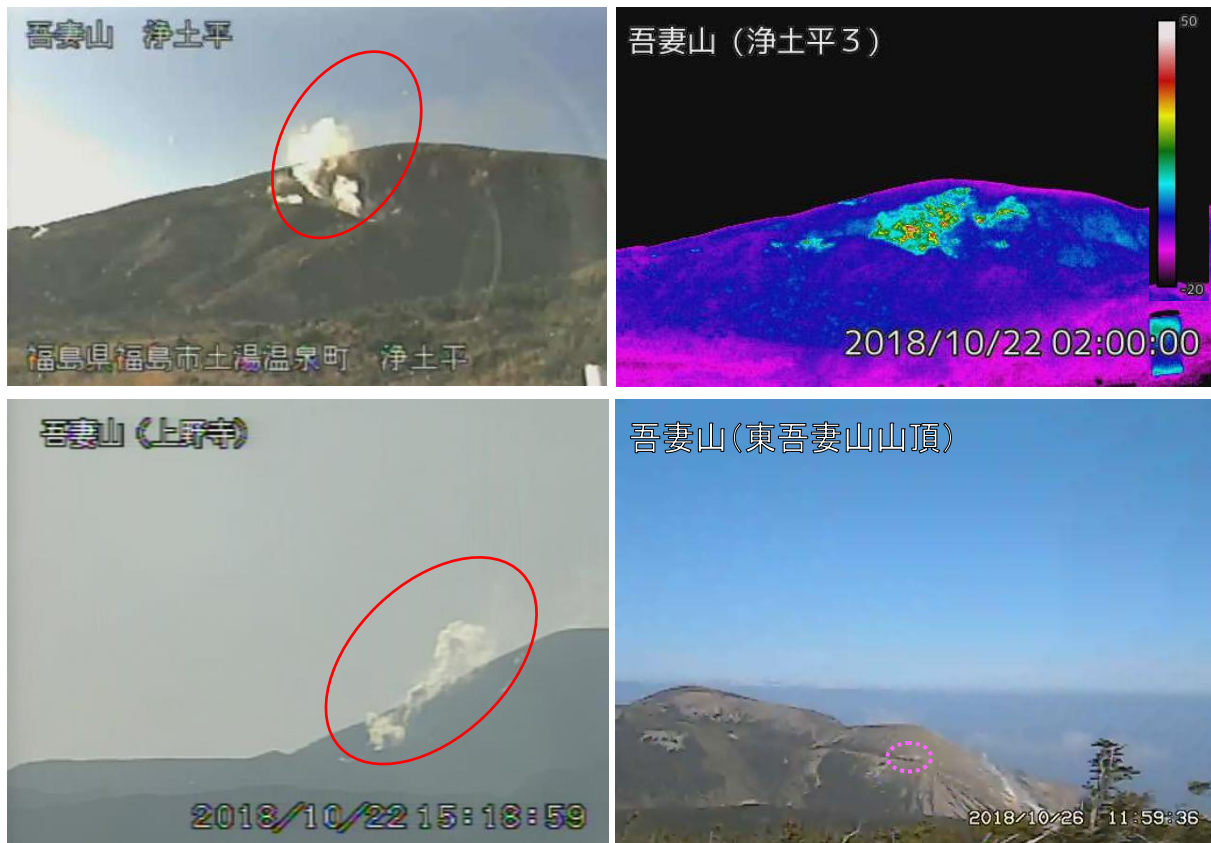 吾妻山 浄土平
福島県福島市土湯温泉町 浄土平
吾妻山（浄土平３）
50
-20
2018/10/22 02:00:00
吾妻山（上野寺）
2018/10/22 15:18:59
吾妻山（東吾妻山山頂）
2018/10/26 11:59:36